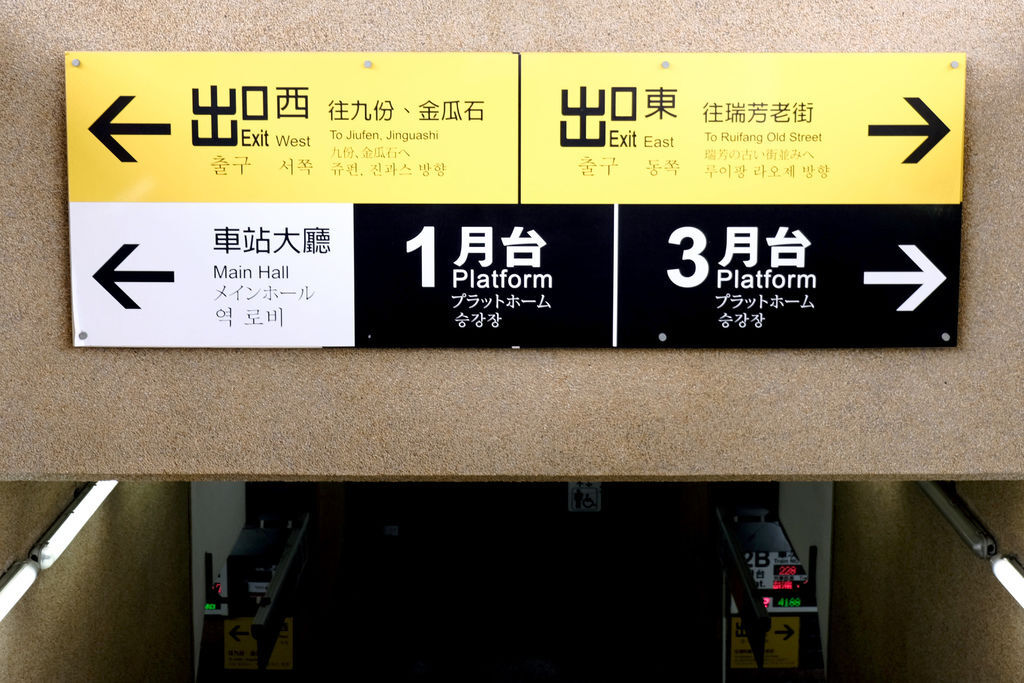 出口西
Exit West
출구 서쪽
往九份、金瓜石
To Jiufen, Jinguashi
九份、金瓜石へ
쥬펀, 진과스 방향
出口東
Exit East
출구 동쪽
往瑞芳老街
To Ruifang Old Street
瑞芳の古い街並みへ
루이팡 라오제 방향
車站大廳
Main Hall
メインホール
역 로비
1月台
Platform
プラットホーム
승강장
3月台
Platform
プラットホーム
승강장
2B
228
4188